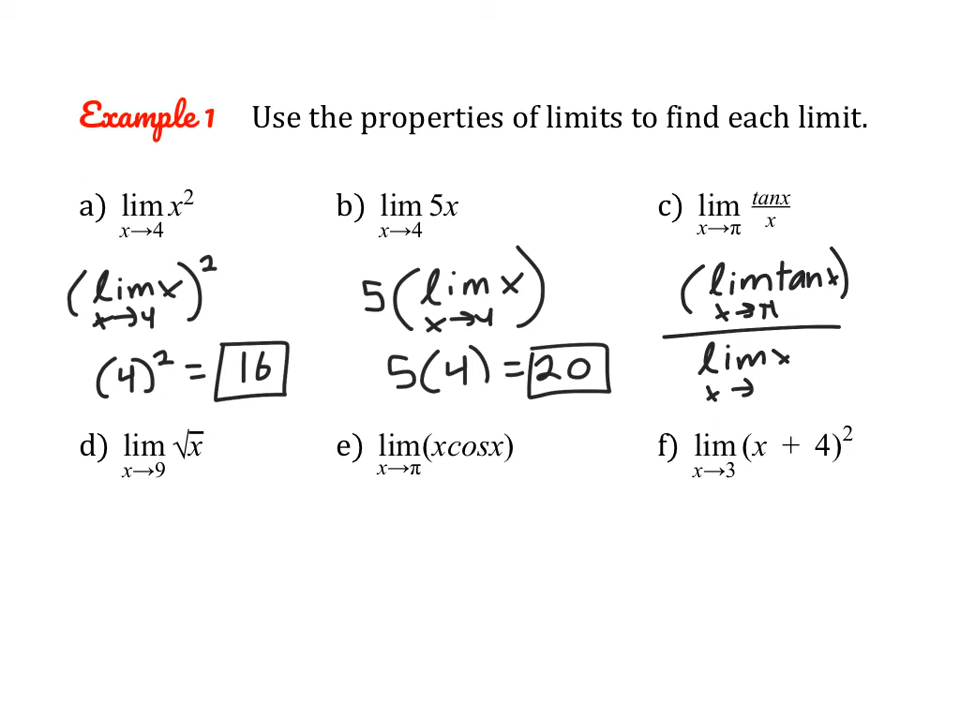 Example 1 Use the properties of limits to find each limit.
a) lim x→4 x² b) lim x→4 5x c) lim x→π tanx/x
(lim x→4 x)² 5(lim x→4 x) (lim x→π tanx)/(lim x→ x)
(4)² = 16 5(4) = 20
d) lim x→9 √x e) lim x→π (xcosx) f) lim x→3 (x + 4)²